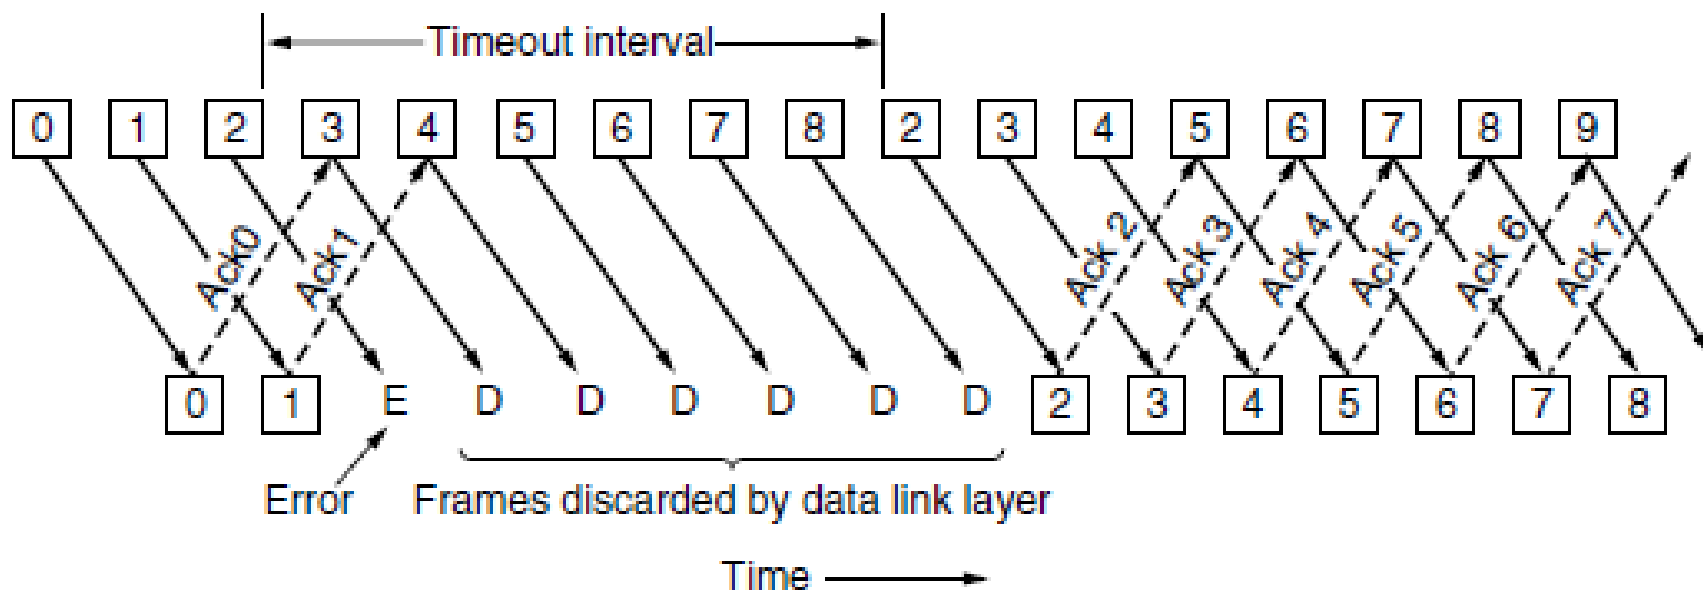 Timeout interval
0 1 2 3 4 5 6 7 8 2 3 4 5 6 7 8 9
Ack0 Ack1 Ack 2 Ack 3 Ack 4 Ack 5 Ack 6 Ack 7
0 1 E D D D D D D 2 3 4 5 6 7 8
Error Frames discarded by data link layer
Time